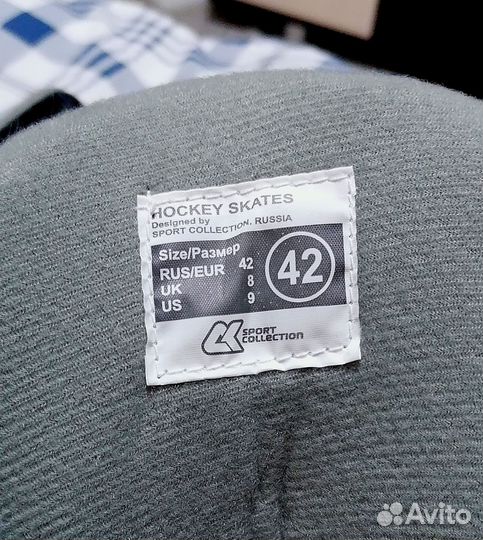 HOCKEY SKATES
Designed by
SPORT COLLECTION, RUSSIA
Size/Размер
RUS/EUR 42
UK 8
US 9
42
CK SPORT
COLLECTION
Avito